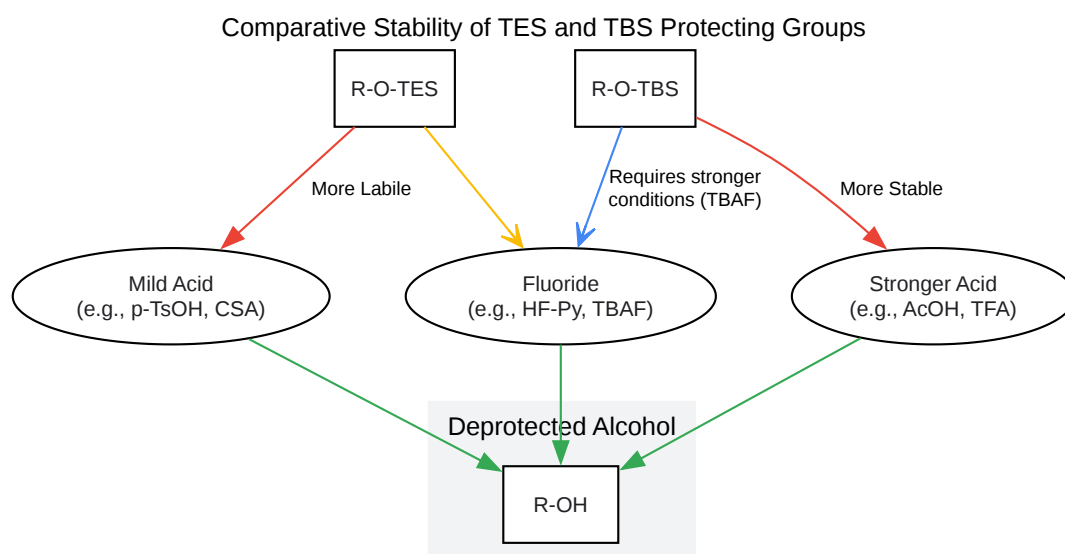 Comparative Stability of TES and TBS Protecting Groups
R-O-TES
R-O-TBS
More Labile
Requires stronger
conditions (TBAF)
More Stable
Mild Acid
(e.g., p-TsOH, CSA)
Fluoride
(e.g., HF-Py, TBAF)
Stronger Acid
(e.g., AcOH, TFA)
Deprotected Alcohol
R-OH